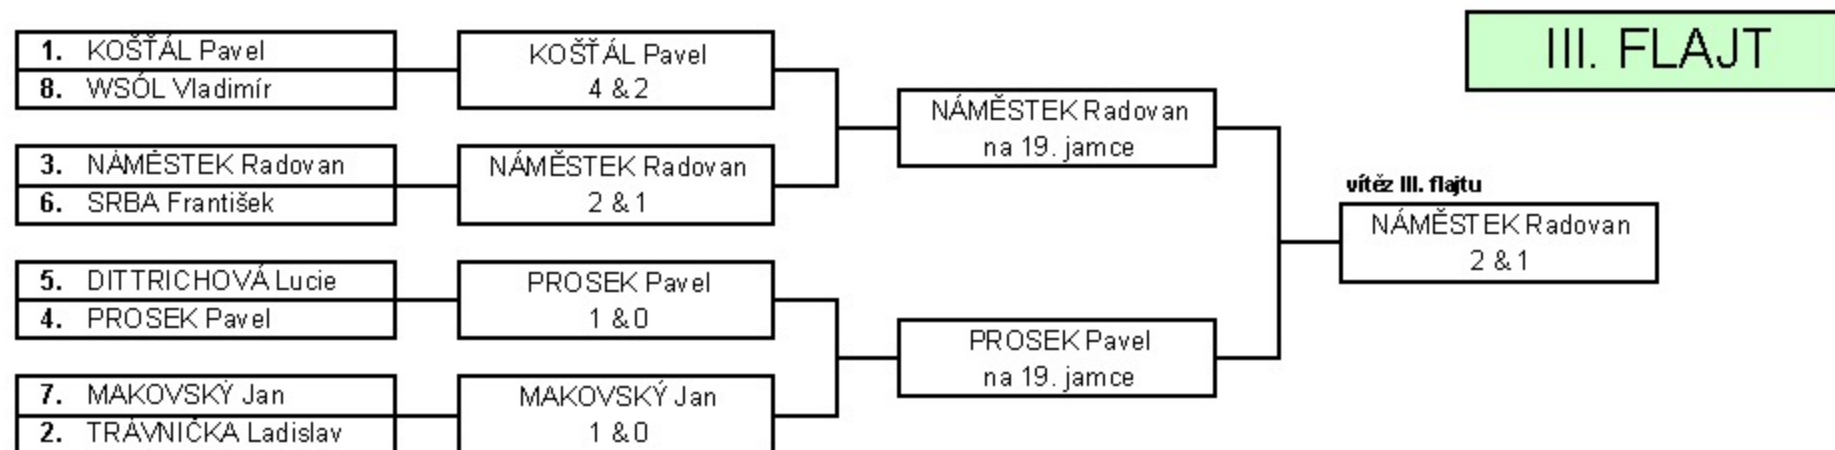 III. FLAJT
1. KOŠŤÁL Pavel
8. WSÓL Vladimír
3. NÁMĚSTEK Radovan
6. SRBA František
5. DITTRICHOVÁ Lucie
4. PROSEK Pavel
7. MAKOVSKÝ Jan
2. TRÁVNIČKA Ladislav
KOŠŤÁL Pavel
4 & 2
NÁMĚSTEK Radovan
2 & 1
PROSEK Pavel
1 & 0
MAKOVSKÝ Jan
1 & 0
NÁMĚSTEK Radovan
na 19. jamce
PROSEK Pavel
na 19. jamce
vítěz III. flajtu
NÁMĚSTEK Radovan
2 & 1